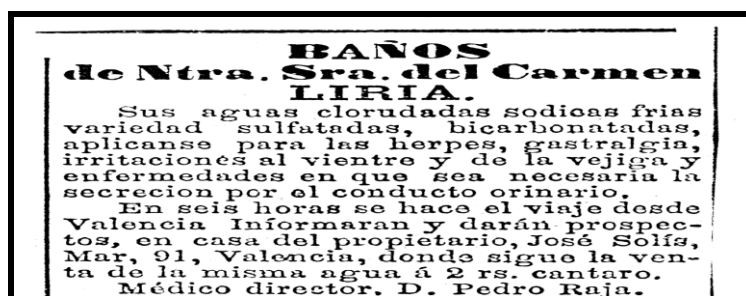 BAÑOS
de Ntra. Sra. del Carmen
LIRIA.
Sus aguas clorudadas sodicas frias
variedad sulfatadas, bicarbonatadas,
aplicanse para las herpes, gastralgia,
irritaciones al vientre y de la vejiga y
enfermedades en que sea necesaria la
secrecion por el conducto orinario.
En seis horas se hace el viaje desde
Valencia Informaran y darán prospec-
tos, en casa del propietario, José Solís,
Mar, 91, Valencia, donde sigue la ven-
ta de la misma agua á 2 rs. cantaro.
Médico director, D. Pedro Raja.